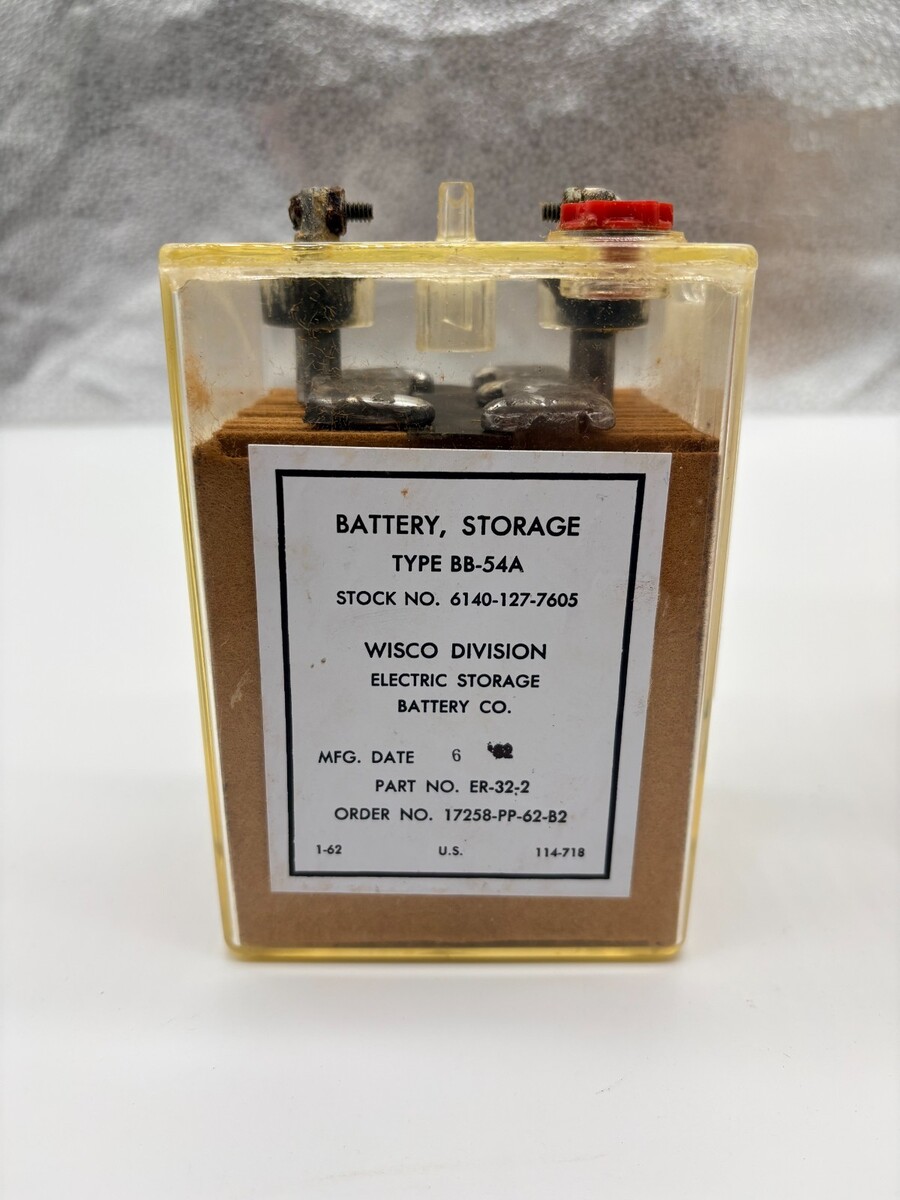 BATTERY, STORAGE
TYPE BB-54A
STOCK NO. 6140-127-7605
WISCO DIVISION
ELECTRIC STORAGE
BATTERY CO.
MFG. DATE 6
PART NO. ER-32-2
ORDER NO. 17258-PP-62-B2
1-62 U.S. 114-718